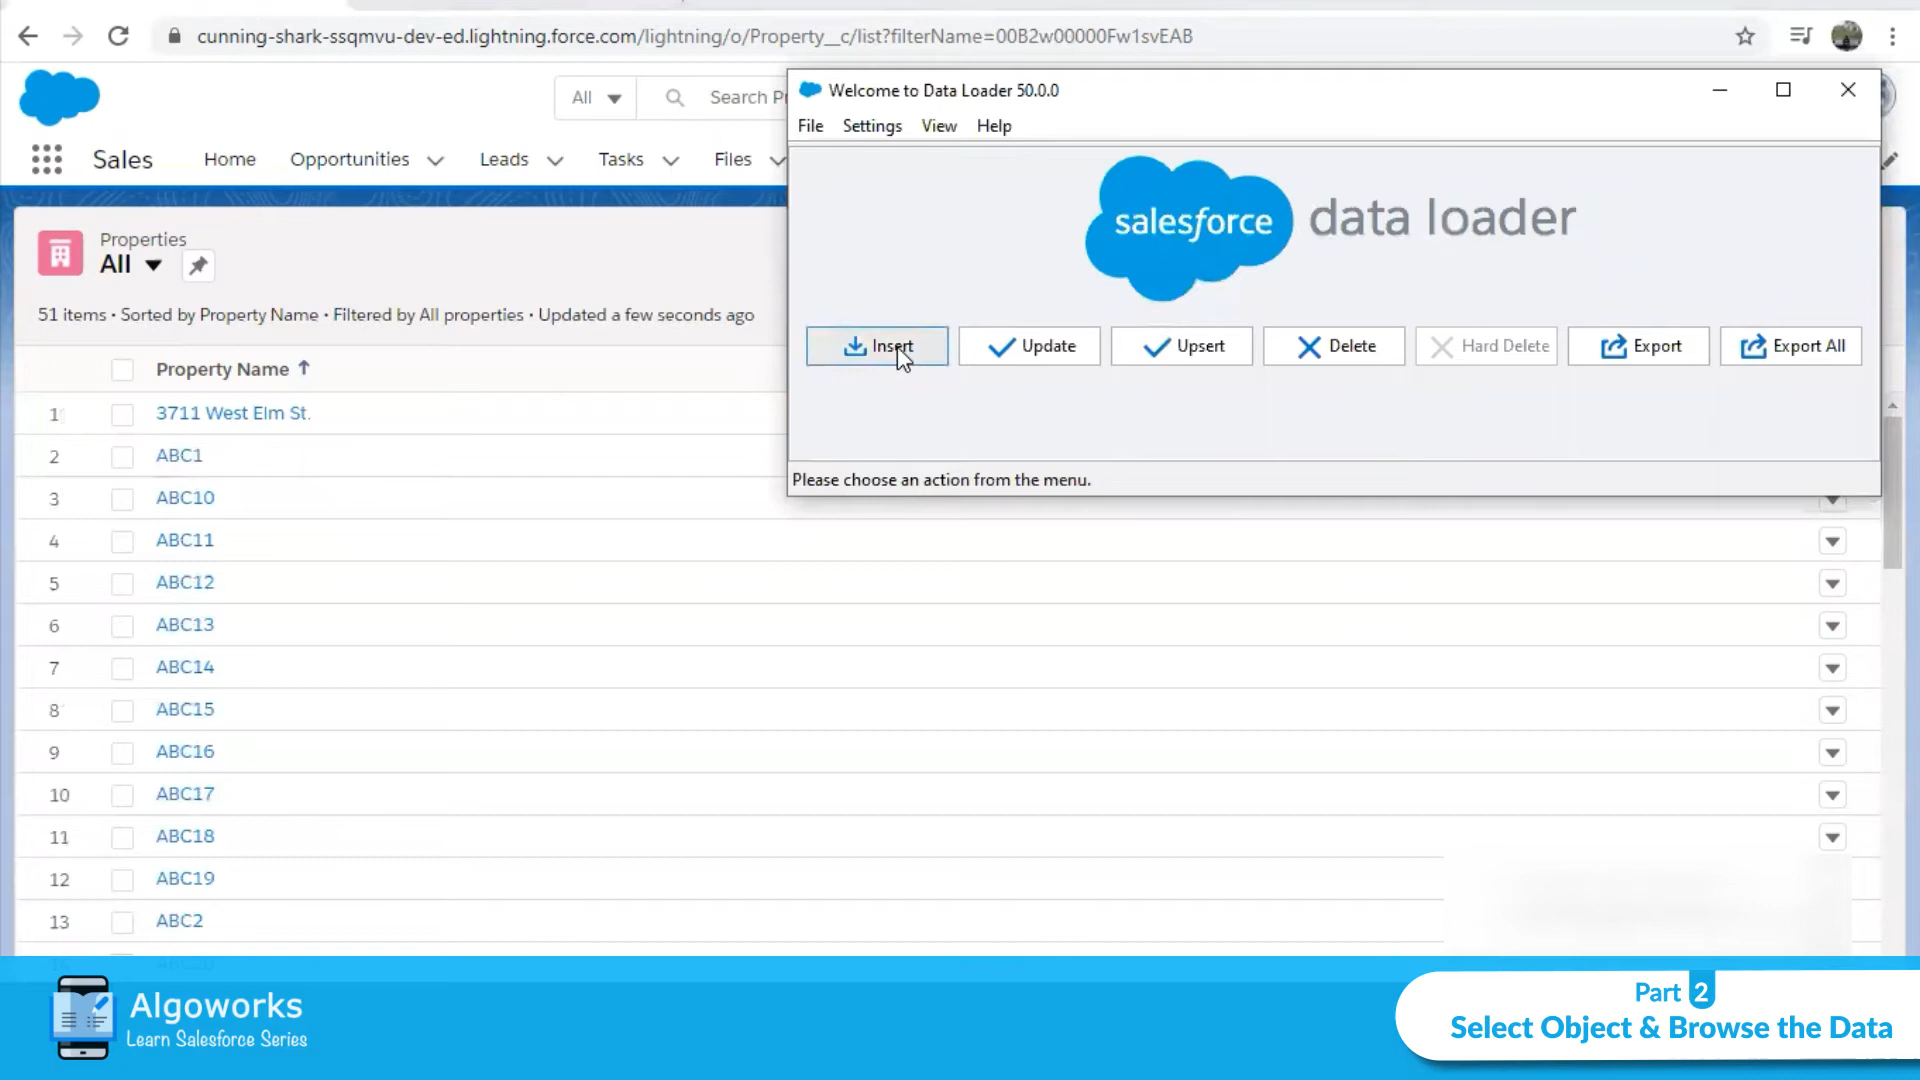 cunning-shark-ssqmvu-dev-ed.lightning.force.com/lightning/o/Property__c/list?filterName=00B2w00000Fw1svEAB
All
Search Pr
Sales
Home
Opportunities
Leads
Tasks
Files
Properties
All
51 items • Sorted by Property Name • Filtered by All properties • Updated a few seconds ago
Property Name
1 3711 West Elm St.
2 ABC1
3 ABC10
4 ABC11
5 ABC12
6 ABC13
7 ABC14
8 ABC15
9 ABC16
10 ABC17
11 ABC18
12 ABC19
13 ABC2
Welcome to Data Loader 50.0.0
File Settings View Help
salesforce data loader
Insert
Update
Upsert
Delete
Hard Delete
Export
Export All
Please choose an action from the menu.
Algoworks
Learn Salesforce Series
Part 2
Select Object & Browse the Data